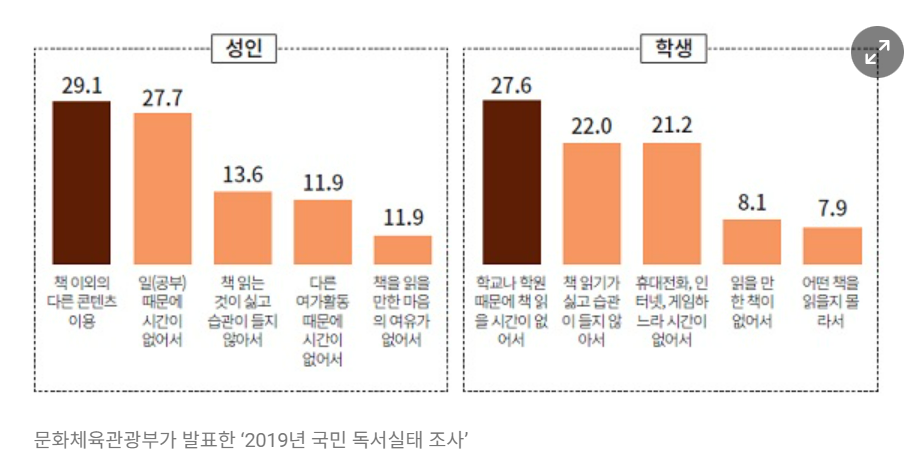 성인
29.1
27.7
13.6
11.9
11.9
책 이외의
다른 콘텐츠
이용
일(공부)
때문에
시간이
없어서
책 읽는
것이 싫고
습관이 들지
않아서
다른
여가활동
때문에
시간이
없어서
책을 읽을
만한 마음
의 여유가
없어서
학생
27.6
22.0
21.2
8.1
7.9
학교나 학원
때문에 책 읽
을 시간이 없
어서
책 읽기가
싫고 습관
이 들지 않
아서
휴대전화, 인
터넷, 게임하
느라 시간이
없어서
읽을 만
한 책이
없어서
어떤 책을
읽을지 몰
라서
문화체육관광부가 발표한 ‘2019년 국민 독서실태 조사’